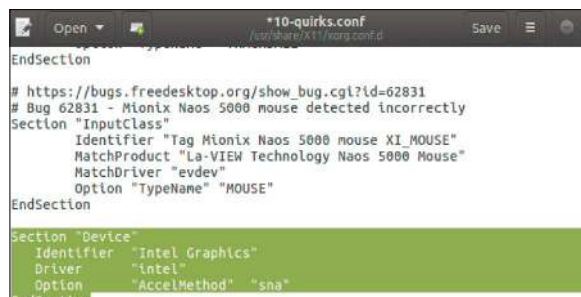 Open
*10-quirks.conf
/usr/share/X11/xorg.conf.d
Save
EndSection
# https://bugs.freedesktop.org/show_bug.cgi?id=62831
# Bug 62831 - Mionix Naos 5000 mouse detected incorrectly
Section "InputClass"
Identifier "Tag Mionix Naos 5000 mouse XI_MOUSE"
MatchProduct "La-VIEW Technology Naos 5000 Mouse"
MatchDriver "evdev"
Option "TypeName" "MOUSE"
EndSection
Section "Device"
Identifier "Intel Graphics"
Driver "intel"
Option "AccelMethod" "sna"